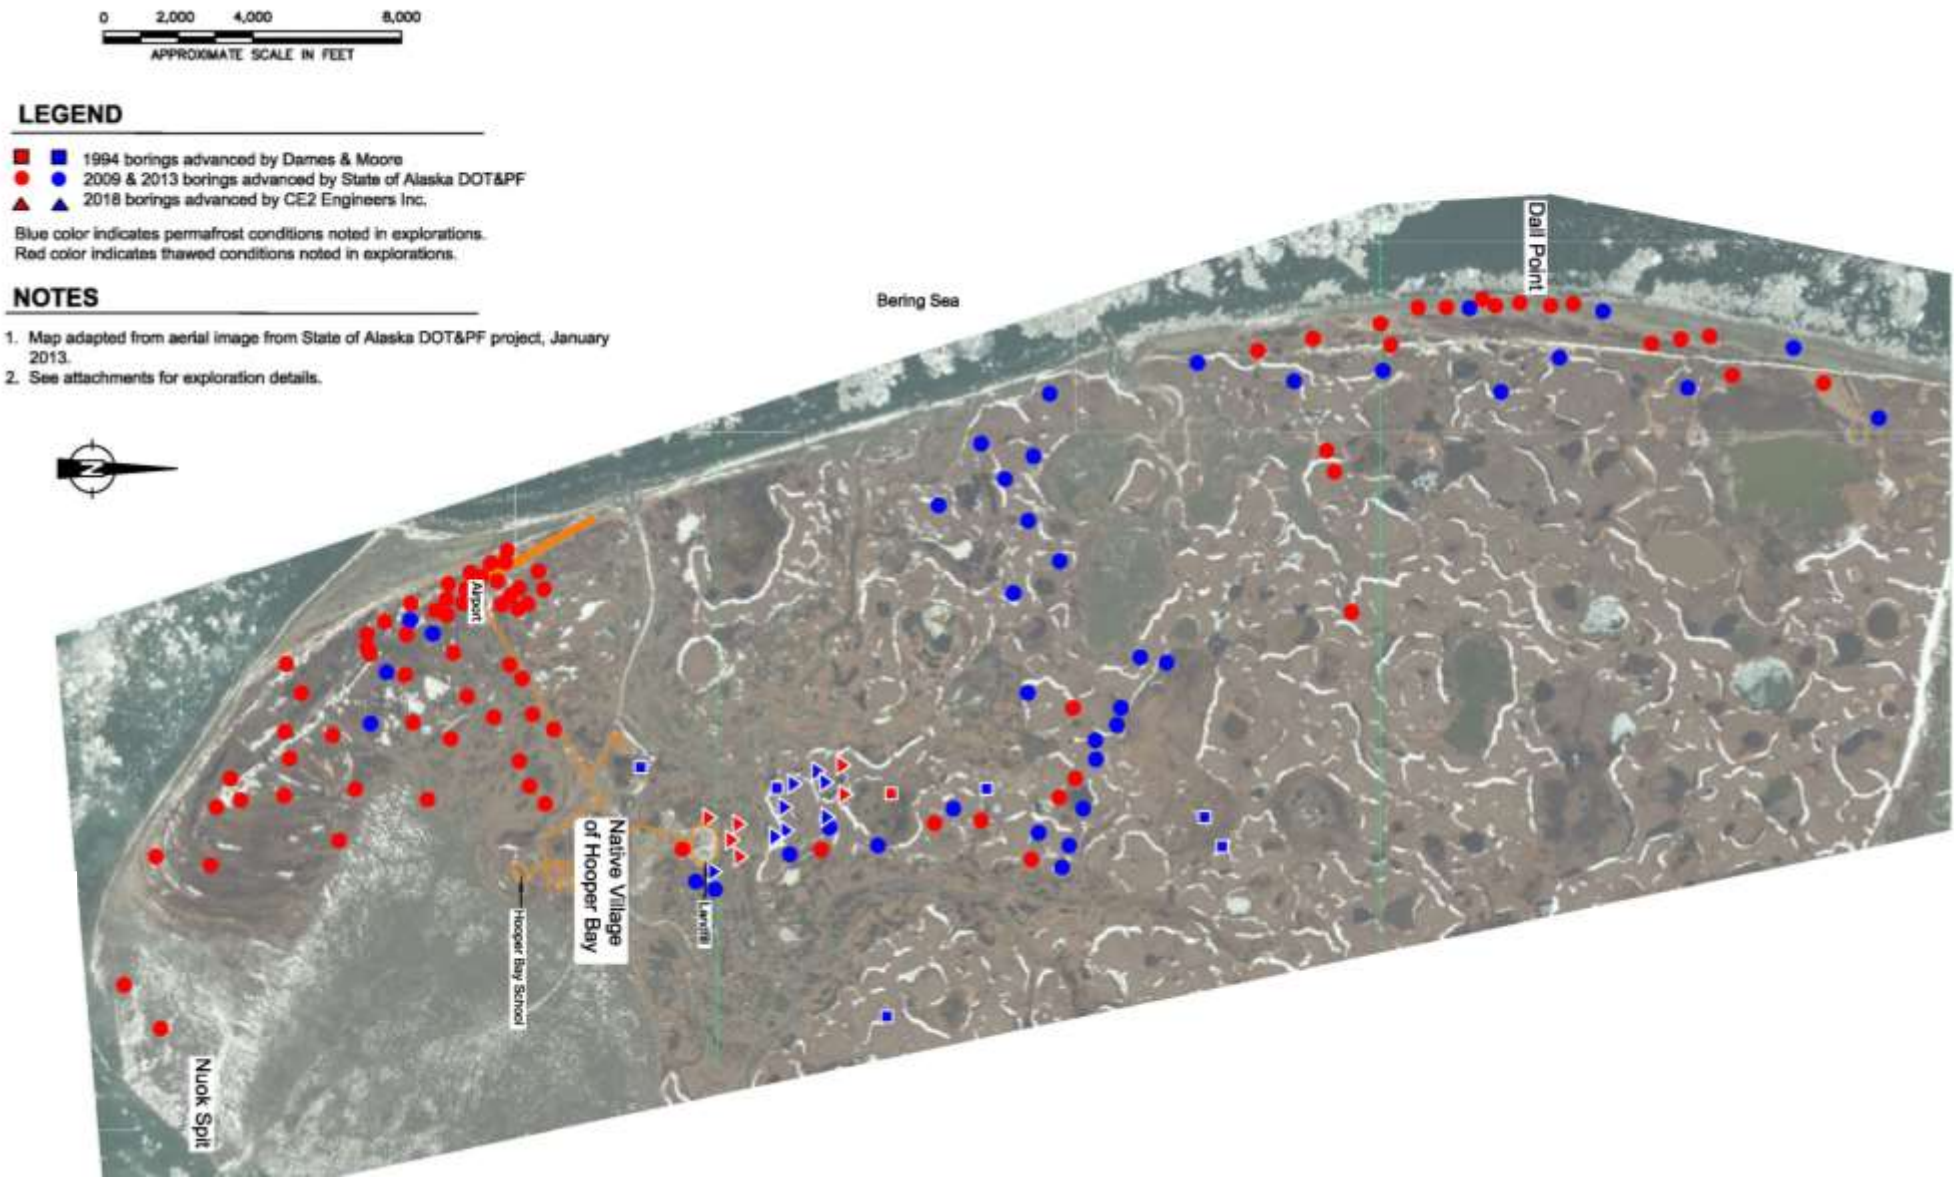 0 2,000 4,000 8,000
APPROXIMATE SCALE IN FEET
LEGEND
1994 borings advanced by Dames & Moore
2009 & 2013 borings advanced by State of Alaska DOT&PF
2018 borings advanced by CE2 Engineers Inc.
Blue color indicates permafrost conditions noted in explorations.
Red color indicates thawed conditions noted in explorations.
NOTES
1. Map adapted from aerial image from State of Alaska DOT&PF project, January
2013.
2. See attachments for exploration details.
N
Bering Sea
Dall Point
Airport
Native Village
of Hooper Bay
Landfill
Hooper Bay School
Nuok Spit